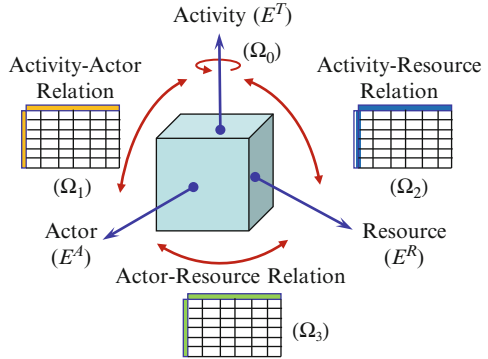 Activity (E^T)
(Ω₀)
Activity-Actor
Relation
(Ω₁)
Activity-Resource
Relation
(Ω₂)
Actor
(E^A)
Resource
(E^R)
Actor-Resource Relation
(Ω₃)